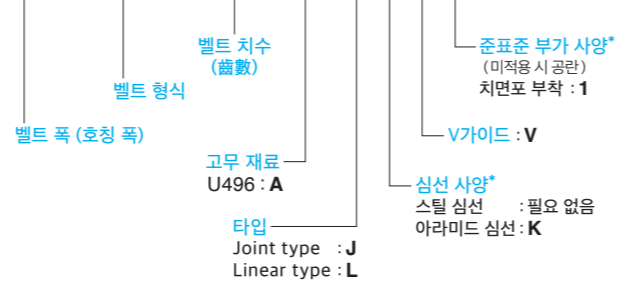 벨트 치수
(齒數)
준표준 부가 사양*
(미적용 시 공란)
치면포 부착 : 1
벨트 형식
벨트 폭 (호칭 폭)
V가이드 : V
고무 재료
U496 : A
심선 사양*
스틸 심선 : 필요 없음
아라미드 심선 : K
타입
Joint type : J
Linear type : L